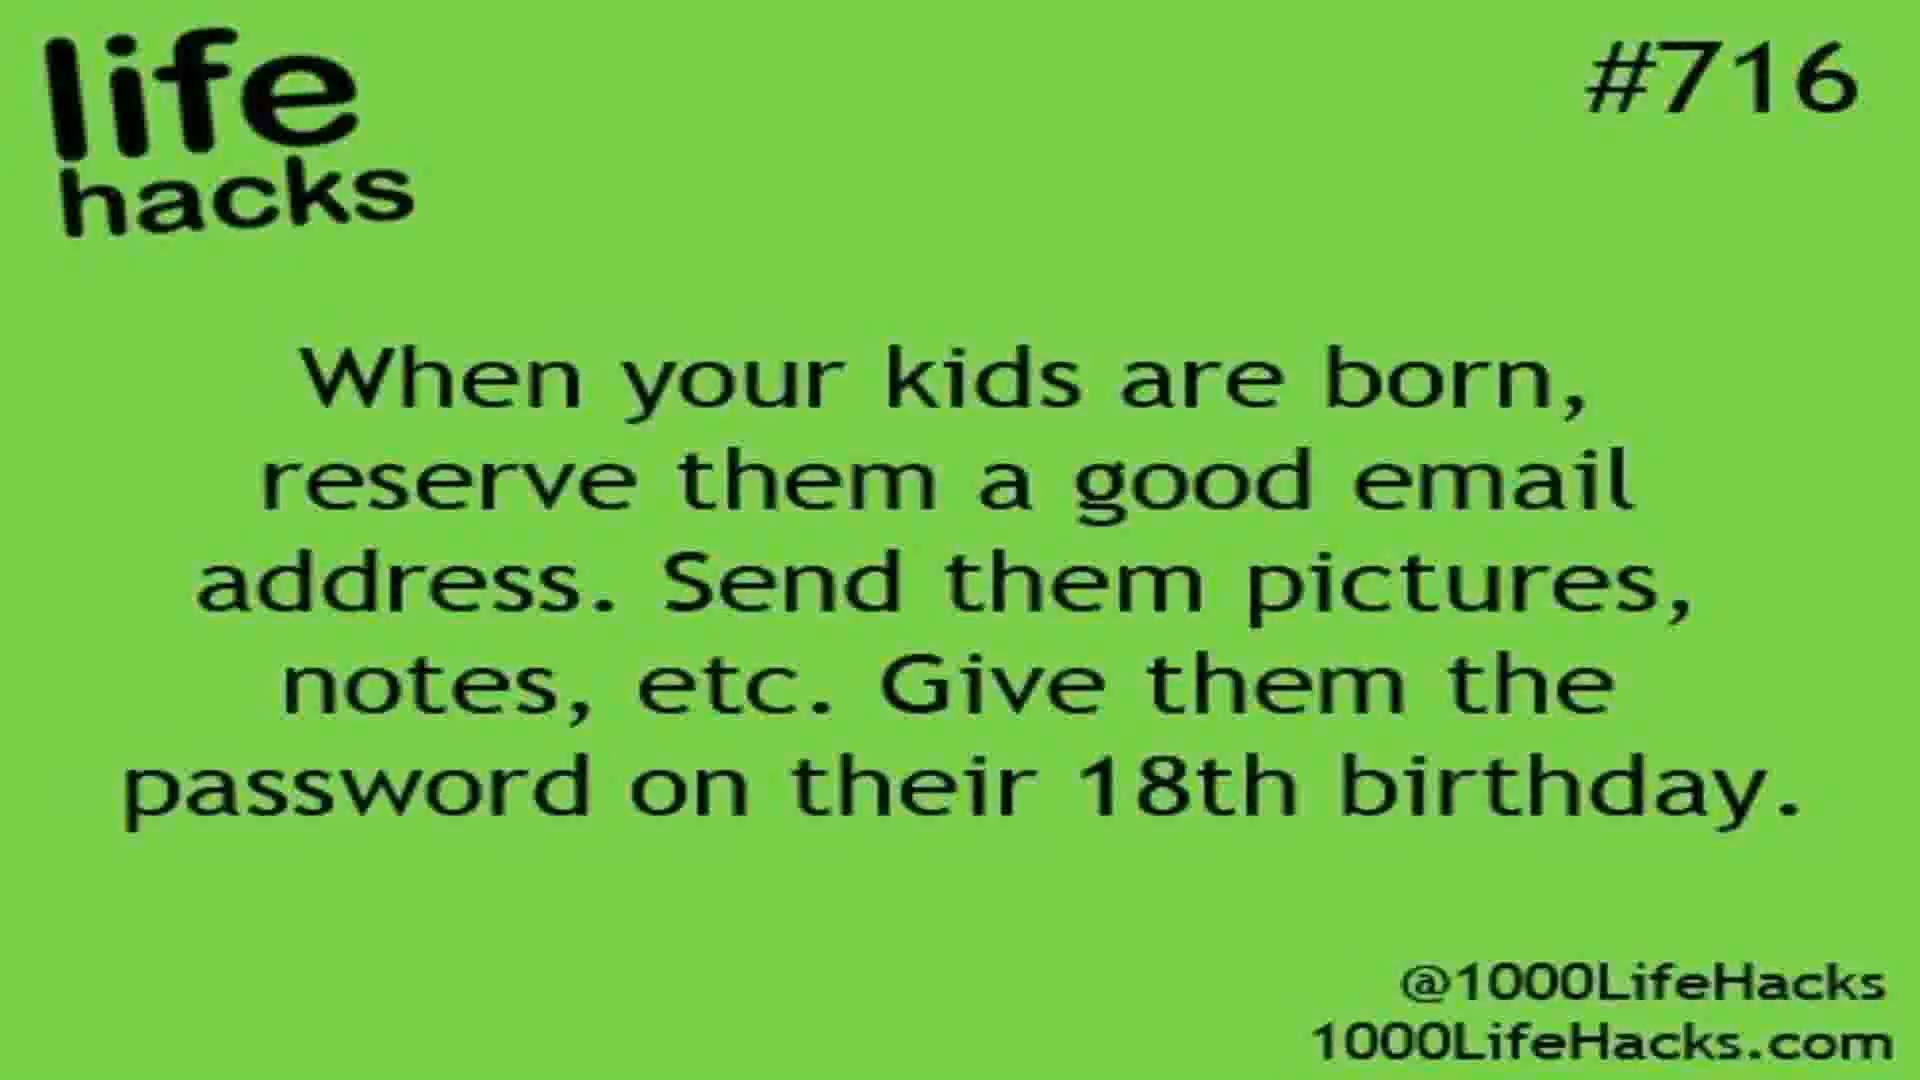 life
hacks
#716
When your kids are born,
reserve them a good email
address. Send them pictures,
notes, etc. Give them the
password on their 18th birthday.
@1000LifeHacks
1000LifeHacks.com